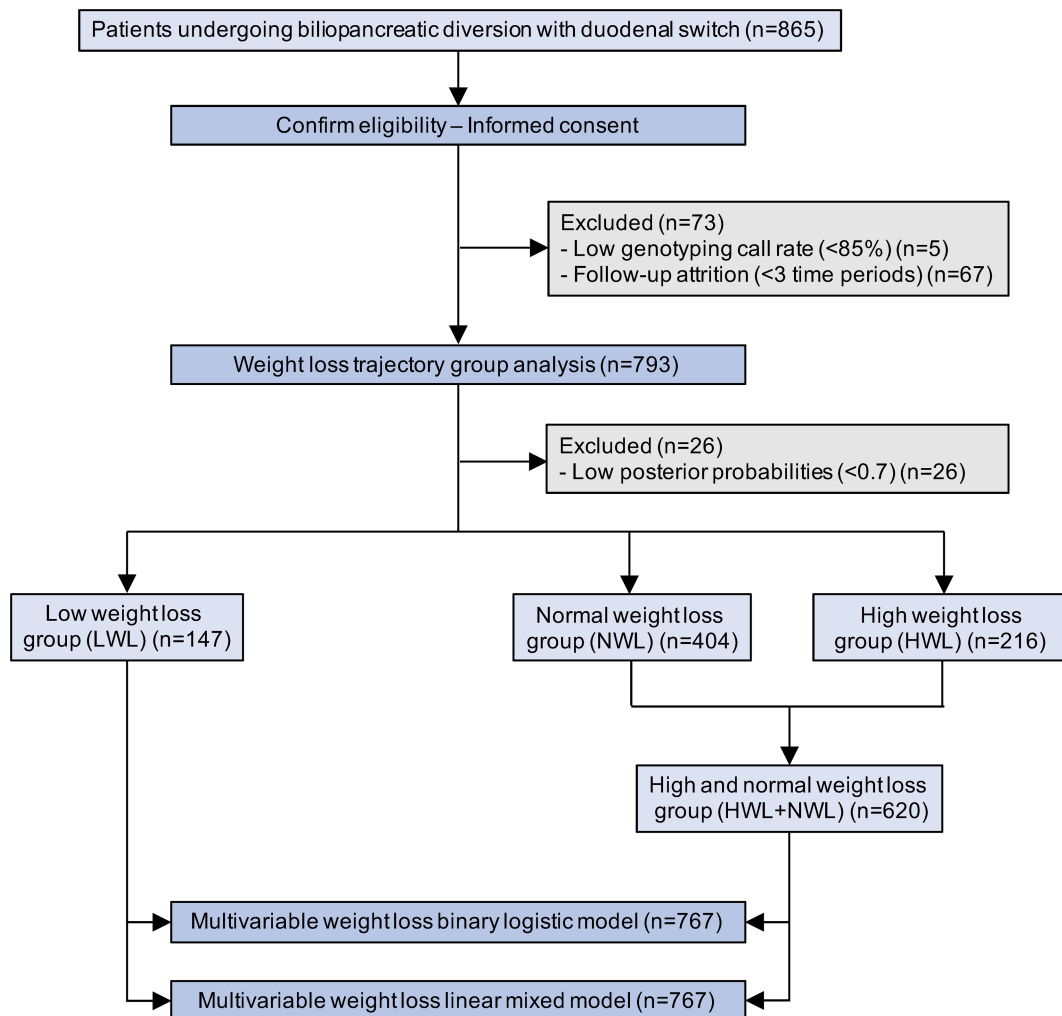 Patients undergoing biliopancreatic diversion with duodenal switch (n=865)
Confirm eligibility – Informed consent
Excluded (n=73)
- Low genotyping call rate (<85%) (n=5)
- Follow-up attrition (<3 time periods) (n=67)
Weight loss trajectory group analysis (n=793)
Excluded (n=26)
- Low posterior probabilities (<0.7) (n=26)
Low weight loss
group (LWL) (n=147)
Normal weight loss
group (NWL) (n=404)
High weight loss
group (HWL) (n=216)
High and normal weight loss
group (HWL+NWL) (n=620)
Multivariable weight loss binary logistic model (n=767)
Multivariable weight loss linear mixed model (n=767)